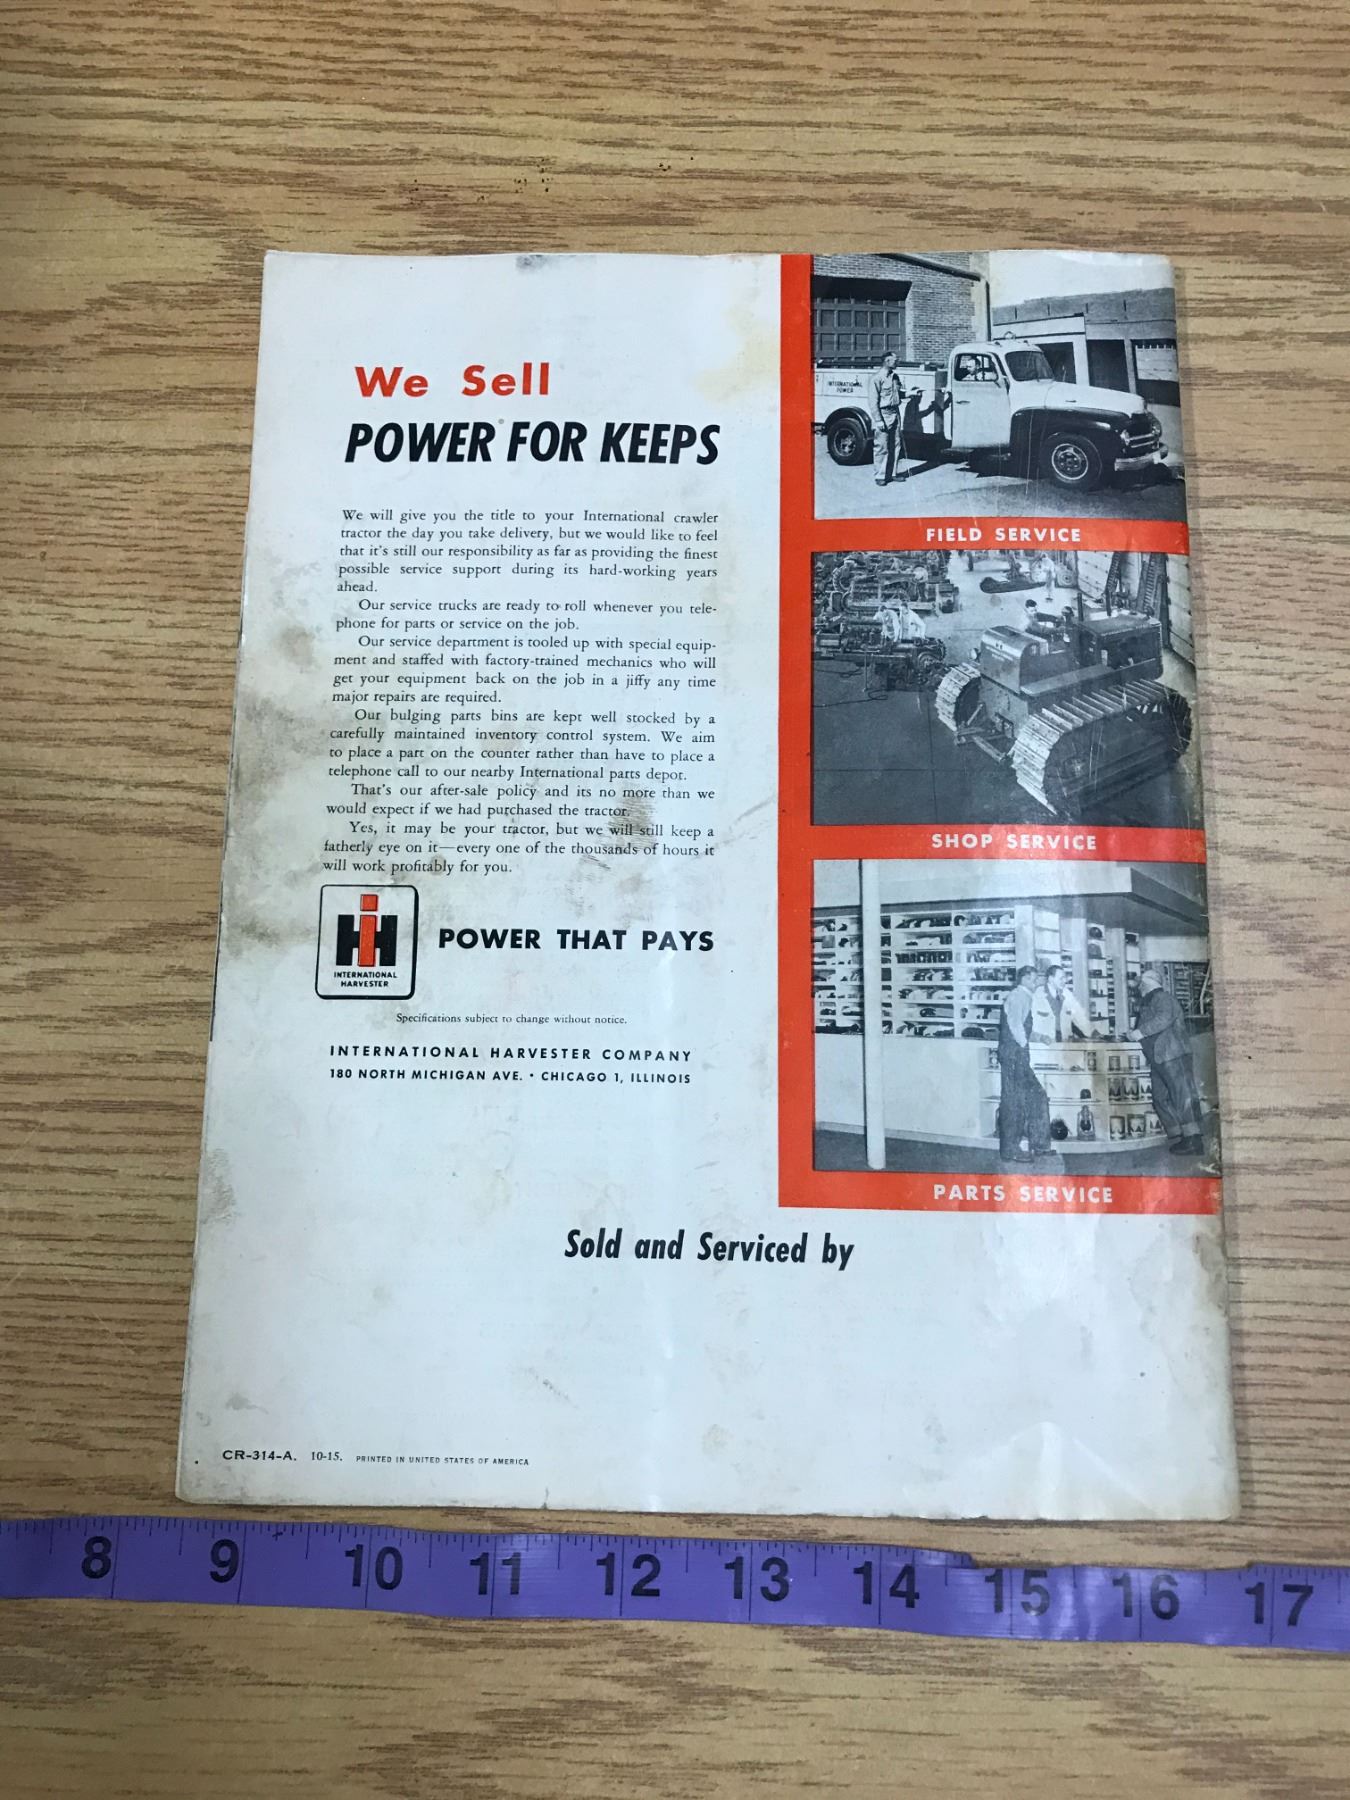 We Sell
POWER FOR KEEPS
We will give you the title to your International crawler
tractor the day you take delivery, but we would like to feel
that it's still our responsibility as far as providing the finest
possible service support during its hard-working years
ahead.
Our service trucks are ready to roll whenever you tele-
phone for parts or service on the job.
Our service department is tooled up with special equip-
ment and staffed with factory-trained mechanics who will
get your equipment back on the job in a jiffy any time
major repairs are required.
Our bulging parts bins are kept well stocked by a
carefully maintained inventory control system. We aim
to place a part on the counter rather than have to place a
telephone call to our nearby International parts depot.
That's our after-sale policy and its no more than we
would expect if we had purchased the tractor.
Yes, it may be your tractor, but we will still keep a
fatherly eye on it—every one of the thousands of hours it
will work profitably for you.
IH
INTERNATIONAL
HARVESTER
POWER THAT PAYS
Specifications subject to change without notice.
INTERNATIONAL HARVESTER COMPANY
180 NORTH MICHIGAN AVE. • CHICAGO 1, ILLINOIS
INTERNATIONAL
POWER
FIELD SERVICE
SHOP SERVICE
PARTS SERVICE
Sold and Serviced by
CR-314-A. 10-15. PRINTED IN UNITED STATES OF AMERICA
8 9 10 11 12 13 14 15 16 17